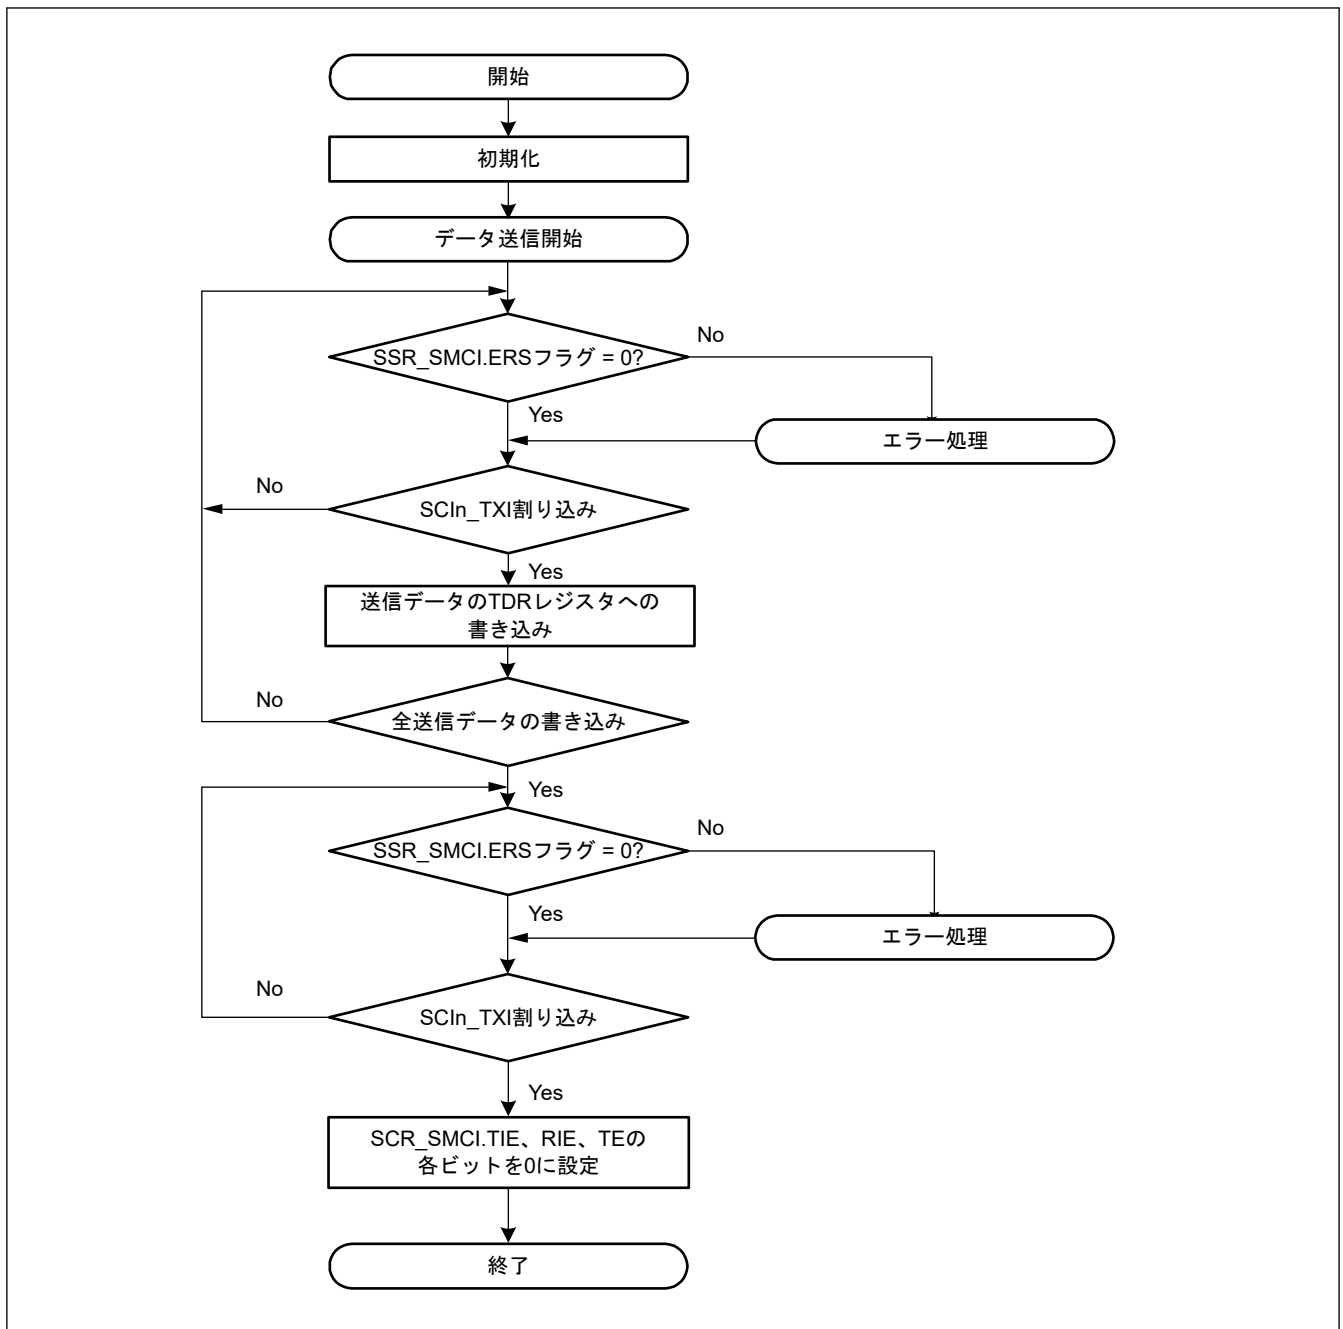 開始
初期化
データ送信開始
SSR_SMCI.ERSフラグ = 0?
No
Yes
エラー処理
SCIn_TXI割り込み
No
Yes
送信データのTDRレジスタへの
書き込み
全送信データの書き込み
No
Yes
SSR_SMCI.ERSフラグ = 0?
No
Yes
エラー処理
SCIn_TXI割り込み
No
Yes
SCR_SMCI.TIE、RIE、TEの
各ビットを0に設定
終了